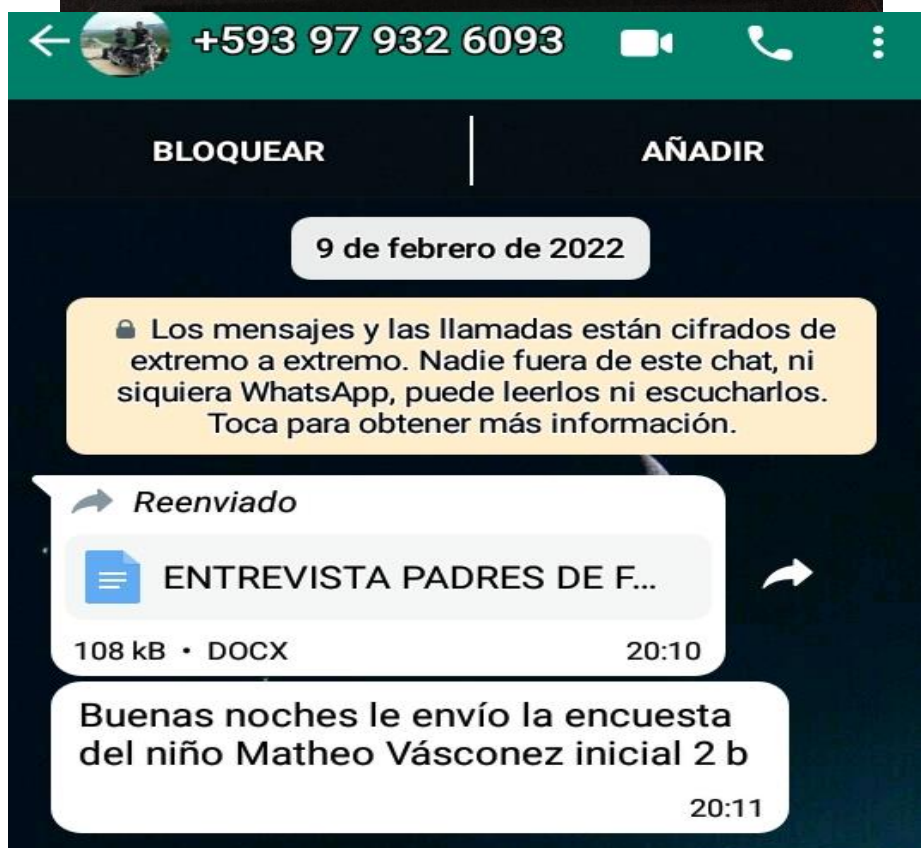 +593 97 932 6093
BLOQUEAR
AÑADIR
9 de febrero de 2022
Los mensajes y las llamadas están cifrados de
extremo a extremo. Nadie fuera de este chat, ni
siquiera WhatsApp, puede leerlos ni escucharlos.
Toca para obtener más información.
Reenviado
ENTREVISTA PADRES DE F...
108 kB • DOCX
20:10
Buenas noches le envío la encuesta
del niño Matheo Vásconez inicial 2 b
20:11